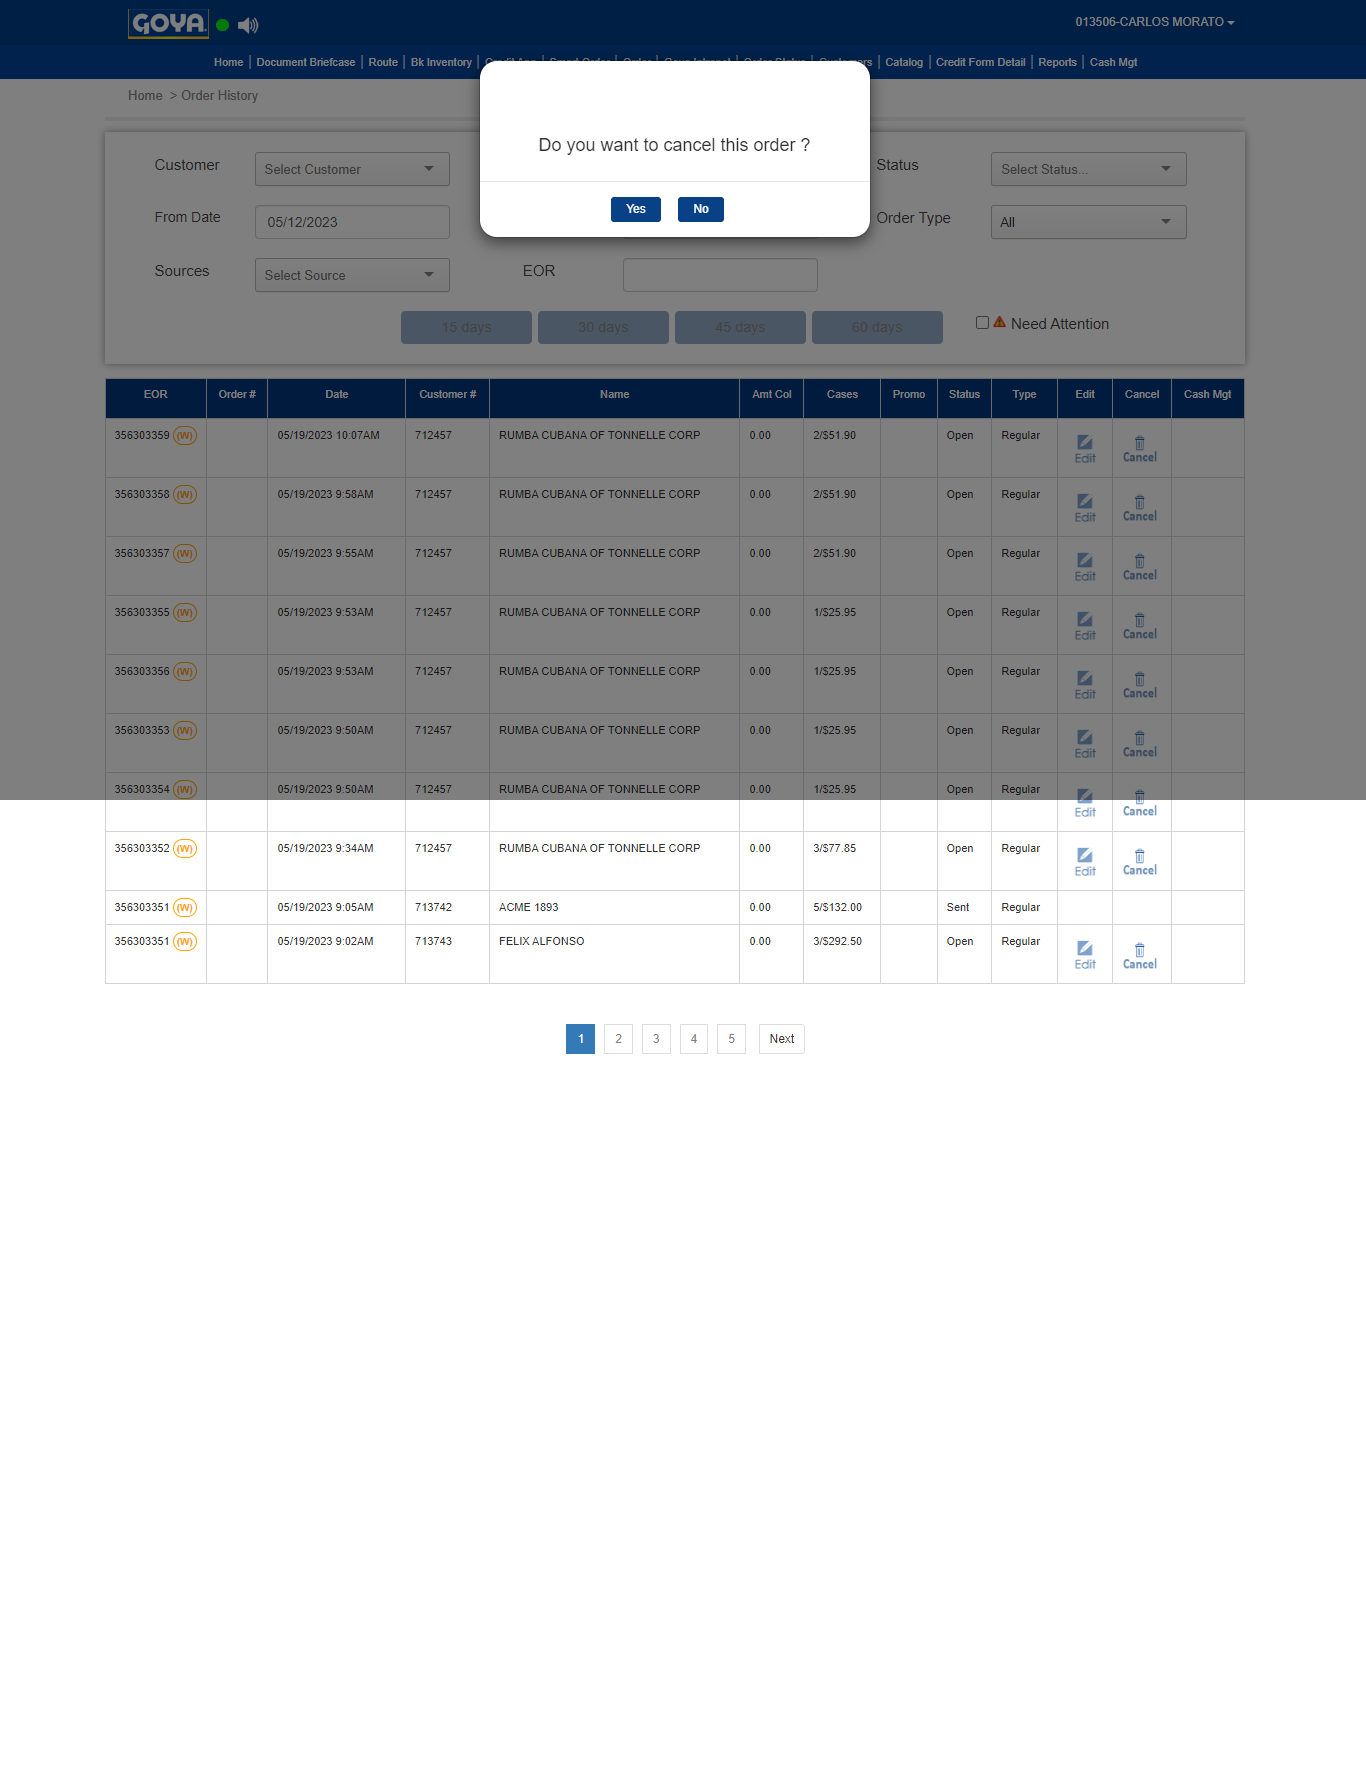 GOYA
013506-CARLOS MORATO
Home | Document Briefcase | Route | Bk Inventory | Credit App | Smart Order | Order | Goya Intranet | Order Status | Customers | Catalog | Credit Form Detail | Reports | Cash Mgt
Home > Order History
Do you want to cancel this order ?
Yes No
Customer Select Customer Status Select Status...
From Date 05/12/2023 Order Type All
Sources Select Source EOR
15 days 30 days 45 days 60 days Need Attention
EOR Order # Date Customer # Name Amt Col Cases Promo Status Type Edit Cancel Cash Mgt
356303359 (W) 05/19/2023 10:07AM 712457 RUMBA CUBANA OF TONNELLE CORP 0.00 2/$51.90 Open Regular Edit Cancel
356303358 (W) 05/19/2023 9:58AM 712457 RUMBA CUBANA OF TONNELLE CORP 0.00 2/$51.90 Open Regular Edit Cancel
356303357 (W) 05/19/2023 9:55AM 712457 RUMBA CUBANA OF TONNELLE CORP 0.00 2/$51.90 Open Regular Edit Cancel
356303355 (W) 05/19/2023 9:53AM 712457 RUMBA CUBANA OF TONNELLE CORP 0.00 1/$25.95 Open Regular Edit Cancel
356303356 (W) 05/19/2023 9:53AM 712457 RUMBA CUBANA OF TONNELLE CORP 0.00 1/$25.95 Open Regular Edit Cancel
356303353 (W) 05/19/2023 9:50AM 712457 RUMBA CUBANA OF TONNELLE CORP 0.00 1/$25.95 Open Regular Edit Cancel
356303354 (W) 05/19/2023 9:50AM 712457 RUMBA CUBANA OF TONNELLE CORP 0.00 1/$25.95 Open Regular Edit Cancel
356303352 (W) 05/19/2023 9:34AM 712457 RUMBA CUBANA OF TONNELLE CORP 0.00 3/$77.85 Open Regular Edit Cancel
356303351 (W) 05/19/2023 9:05AM 713742 ACME 1893 0.00 5/$132.00 Sent Regular
356303351 (W) 05/19/2023 9:02AM 713743 FELIX ALFONSO 0.00 3/$292.50 Open Regular Edit Cancel
1 2 3 4 5 Next